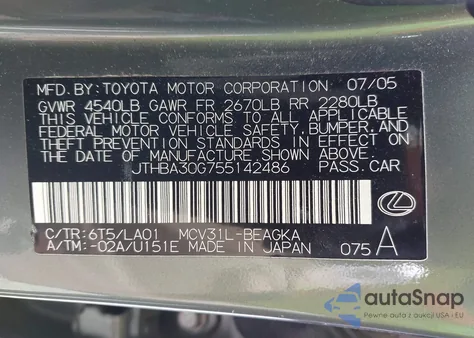 MFD.BY:TOYOTA MOTOR CORPORATION 07/05
GVWR 4540LB GAWR FR 2670LB RR 2280LB
THIS VEHICLE CONFORMS TO ALL APPLICABLE
FEDERAL MOTOR VEHICLE SAFETY, BUMPER, AND
THEFT PREVENTION STANDARDS IN EFFECT ON
THE DATE OF MANUFACTURE SHOWN ABOVE.
JTHBA30G755142486 PASS.CAR
C/TR:6T5/LA01 MCV31L-BEAGKA
A/TM:-02A/U151E MADE IN JAPAN 075 A
autoSnap
Pewne auta z aukcji USA i EU